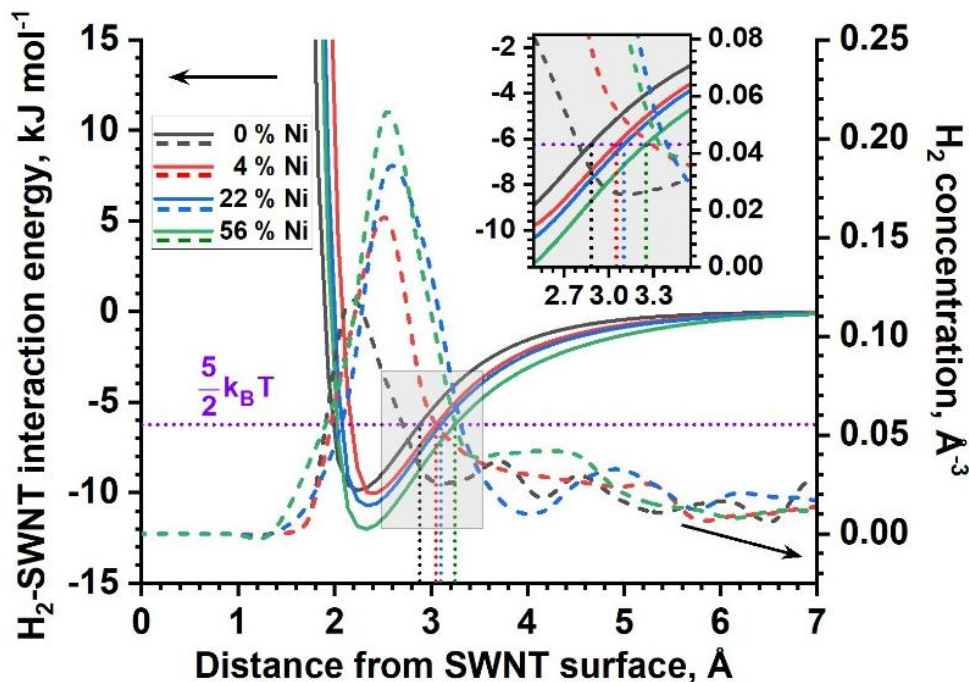 H₂-SWNT interaction energy, kJ mol⁻¹
15
10
5
0
-5
-10
-15
0 % Ni
4 % Ni
22 % Ni
56 % Ni
5/2 k_BT
-2
-4
-6
-8
-10
0.08
0.06
0.04
0.02
0.00
2.7 3.0 3.3
0.25
0.20
0.15
0.10
0.05
0.00
H₂ concentration, Å⁻³
0 1 2 3 4 5 6 7
Distance from SWNT surface, Å